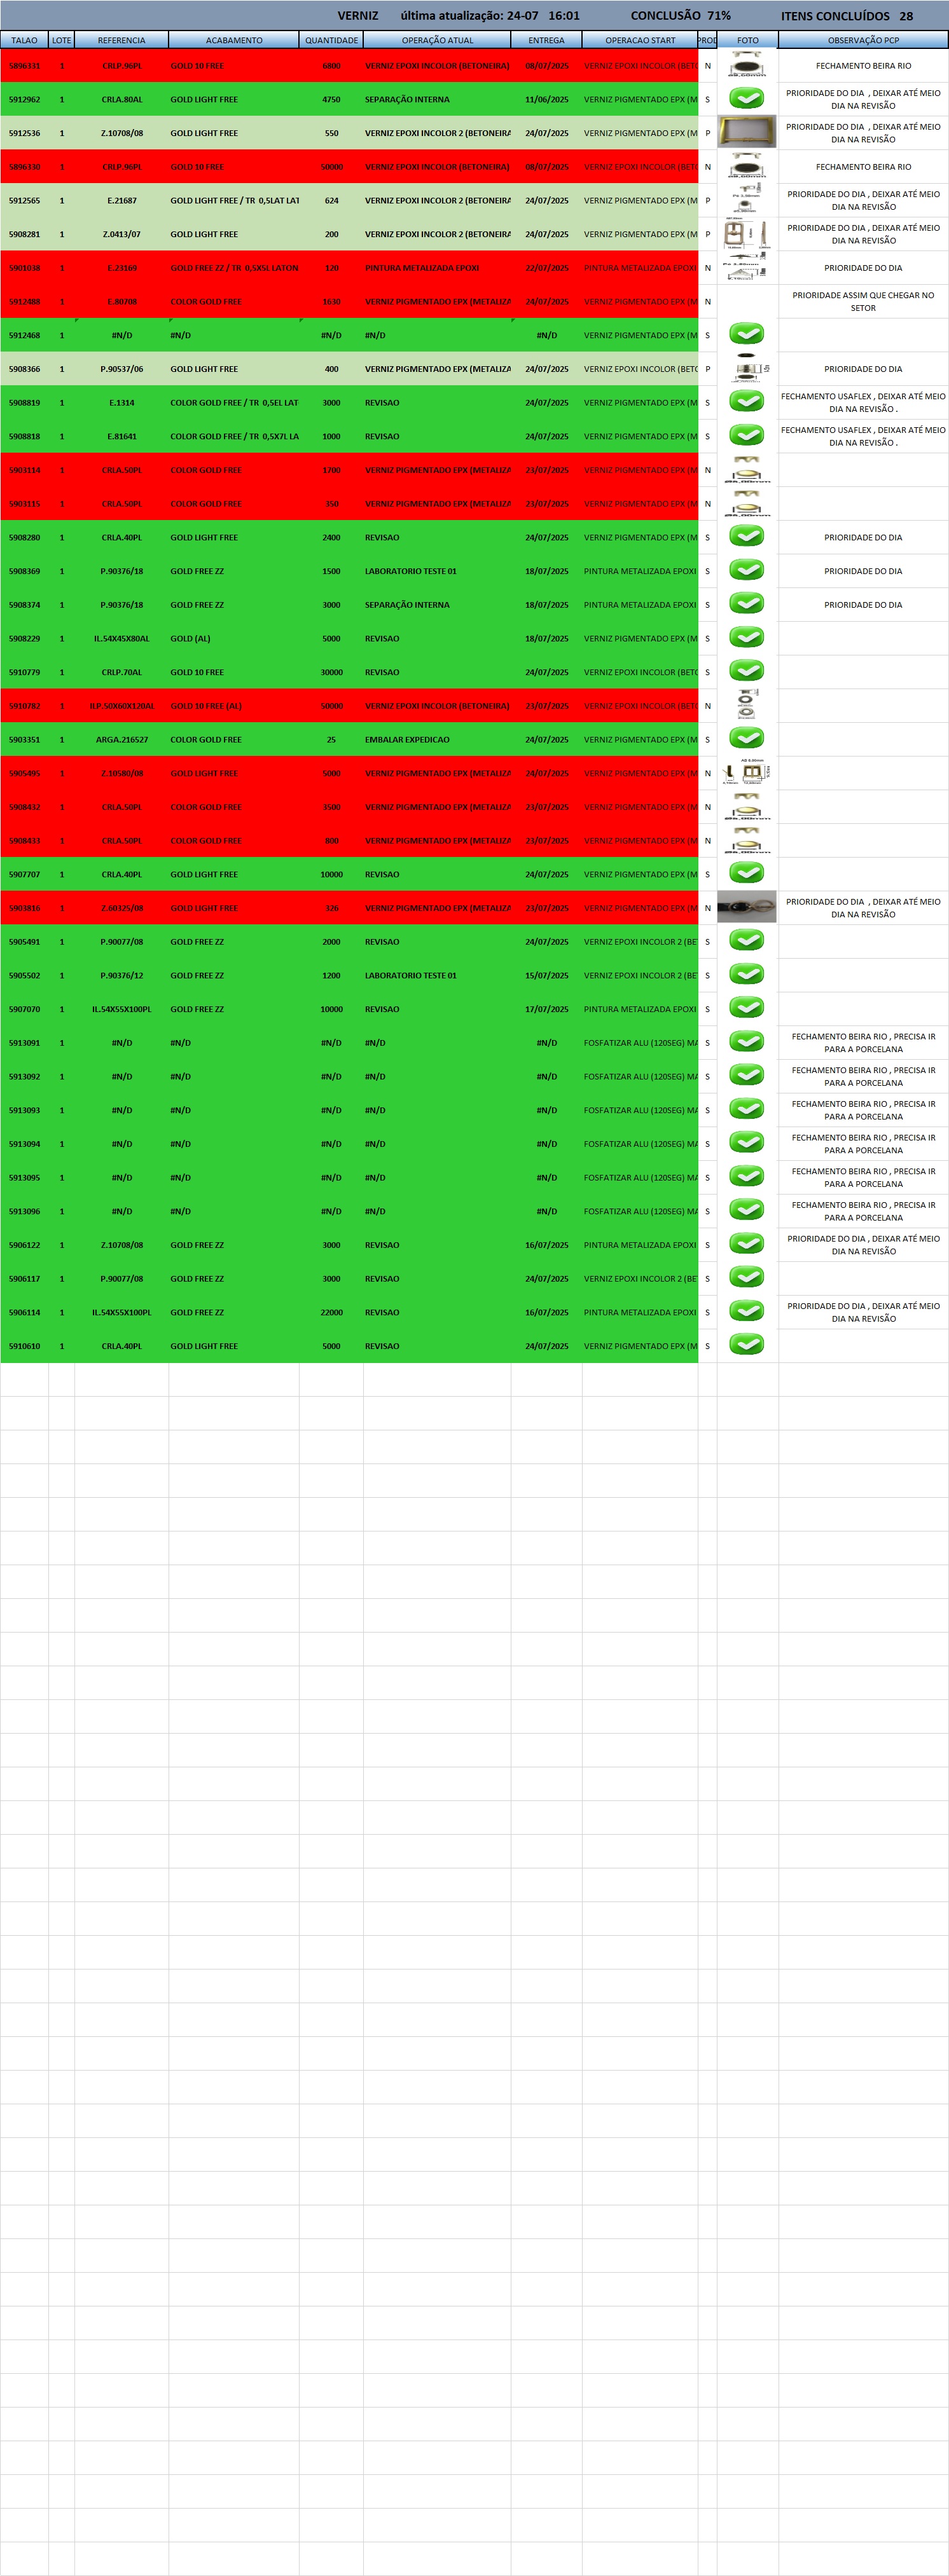 VERNIZ última atualização: 24-07 16:01 CONCLUSÃO 71% ITENS CONCLUÍDOS 28
TALAO LOTE REFERENCIA ACABAMENTO QUANTIDADE OPERAÇÃO ATUAL ENTREGA OPERACAO START PROD FOTO OBSERVAÇÃO PCP
5896331 1 CRLP.96PL GOLD 10 FREE 6800 VERNIZ EPOXI INCOLOR (BETONEIRA) 08/07/2025 VERNIZ EPOXI INCOLOR (BETO N FECHAMENTO BEIRA RIO
5912962 1 CRLA.80AL GOLD LIGHT FREE 4750 SEPARAÇÃO INTERNA 11/06/2025 VERNIZ PIGMENTADO EPX (M S PRIORIDADE DO DIA , DEIXAR ATÉ MEIO
DIA NA REVISÃO
5912536 1 Z.10708/08 GOLD LIGHT FREE 550 VERNIZ EPOXI INCOLOR 2 (BETONEIRA 24/07/2025 VERNIZ PIGMENTADO EPX (M P PRIORIDADE DO DIA , DEIXAR ATÉ MEIO
DIA NA REVISÃO
5896330 1 CRLP.96PL GOLD 10 FREE 50000 VERNIZ EPOXI INCOLOR (BETONEIRA) 08/07/2025 VERNIZ EPOXI INCOLOR (BETO N FECHAMENTO BEIRA RIO
5912565 1 E.21687 GOLD LIGHT FREE / TR 0,5LAT LAT 624 VERNIZ EPOXI INCOLOR 2 (BETONEIRA 24/07/2025 VERNIZ PIGMENTADO EPX (M P PRIORIDADE DO DIA , DEIXAR ATÉ MEIO
DIA NA REVISÃO
5908281 1 Z.0413/07 GOLD LIGHT FREE 200 VERNIZ EPOXI INCOLOR 2 (BETONEIRA 24/07/2025 VERNIZ PIGMENTADO EPX (M P PRIORIDADE DO DIA , DEIXAR ATÉ MEIO
DIA NA REVISÃO
5901038 1 E.23169 GOLD FREE ZZ / TR 0,5X5L LATON 120 PINTURA METALIZADA EPOXI 22/07/2025 PINTURA METALIZADA EPOXI N PRIORIDADE DO DIA
5912488 1 E.80708 COLOR GOLD FREE 1630 VERNIZ PIGMENTADO EPX (METALIZA 24/07/2025 VERNIZ PIGMENTADO EPX (M N PRIORIDADE ASSIM QUE CHEGAR NO
SETOR
5912468 1 #N/D #N/D #N/D #N/D #N/D VERNIZ PIGMENTADO EPX (M S
5908366 1 P.90537/06 GOLD LIGHT FREE 400 VERNIZ PIGMENTADO EPX (METALIZA 24/07/2025 VERNIZ EPOXI INCOLOR (BETO P PRIORIDADE DO DIA
5908819 1 E.1314 COLOR GOLD FREE / TR 0,5EL LAT 3000 REVISAO 24/07/2025 VERNIZ PIGMENTADO EPX (M S FECHAMENTO USAFLEX , DEIXAR ATÉ MEIO
DIA NA REVISÃO .
5908818 1 E.81641 COLOR GOLD FREE / TR 0,5X7L LA 1000 REVISAO 24/07/2025 VERNIZ PIGMENTADO EPX (M S FECHAMENTO USAFLEX , DEIXAR ATÉ MEIO
DIA NA REVISÃO .
5903114 1 CRLA.50PL COLOR GOLD FREE 1700 VERNIZ PIGMENTADO EPX (METALIZA 23/07/2025 VERNIZ PIGMENTADO EPX (M N
5903115 1 CRLA.50PL COLOR GOLD FREE 350 VERNIZ PIGMENTADO EPX (METALIZA 23/07/2025 VERNIZ PIGMENTADO EPX (M N
5908280 1 CRLA.40PL GOLD LIGHT FREE 2400 REVISAO 24/07/2025 VERNIZ PIGMENTADO EPX (M S PRIORIDADE DO DIA
5908369 1 P.90376/18 GOLD FREE ZZ 1500 LABORATORIO TESTE 01 18/07/2025 PINTURA METALIZADA EPOXI S PRIORIDADE DO DIA
5908374 1 P.90376/18 GOLD FREE ZZ 3000 SEPARAÇÃO INTERNA 18/07/2025 PINTURA METALIZADA EPOXI S PRIORIDADE DO DIA
5908229 1 IL.54X45X80AL GOLD (AL) 5000 REVISAO 18/07/2025 VERNIZ PIGMENTADO EPX (M S
5910779 1 CRLP.70AL GOLD 10 FREE 30000 REVISAO 24/07/2025 VERNIZ EPOXI INCOLOR (BETO S
5910782 1 ILP.50X60X120AL GOLD 10 FREE (AL) 50000 VERNIZ EPOXI INCOLOR (BETONEIRA) 23/07/2025 VERNIZ EPOXI INCOLOR (BETO N
5903351 1 ARGA.216527 COLOR GOLD FREE 25 EMBALAR EXPEDICAO 24/07/2025 VERNIZ PIGMENTADO EPX (M S
5905495 1 Z.10580/08 GOLD LIGHT FREE 5000 VERNIZ PIGMENTADO EPX (METALIZA 24/07/2025 VERNIZ PIGMENTADO EPX (M N
5908432 1 CRLA.50PL COLOR GOLD FREE 3500 VERNIZ PIGMENTADO EPX (METALIZA 23/07/2025 VERNIZ PIGMENTADO EPX (M N
5908433 1 CRLA.50PL COLOR GOLD FREE 800 VERNIZ PIGMENTADO EPX (METALIZA 23/07/2025 VERNIZ PIGMENTADO EPX (M N
5907707 1 CRLA.40PL GOLD LIGHT FREE 10000 REVISAO 24/07/2025 VERNIZ PIGMENTADO EPX (M S
5903816 1 Z.60325/08 GOLD LIGHT FREE 326 VERNIZ PIGMENTADO EPX (METALIZA 23/07/2025 VERNIZ PIGMENTADO EPX (M N PRIORIDADE DO DIA , DEIXAR ATÉ MEIO
DIA NA REVISÃO
5905491 1 P.90077/08 GOLD FREE ZZ 2000 REVISAO 24/07/2025 VERNIZ EPOXI INCOLOR 2 (BE S
5905502 1 P.90376/12 GOLD FREE ZZ 1200 LABORATORIO TESTE 01 15/07/2025 VERNIZ EPOXI INCOLOR 2 (BE S
5907070 1 IL.54X55X100PL GOLD FREE ZZ 10000 REVISAO 17/07/2025 PINTURA METALIZADA EPOXI S
5913091 1 #N/D #N/D #N/D #N/D #N/D FOSFATIZAR ALU (120SEG) MA S FECHAMENTO BEIRA RIO , PRECISA IR
PARA A PORCELANA
5913092 1 #N/D #N/D #N/D #N/D #N/D FOSFATIZAR ALU (120SEG) MA S FECHAMENTO BEIRA RIO , PRECISA IR
PARA A PORCELANA
5913093 1 #N/D #N/D #N/D #N/D #N/D FOSFATIZAR ALU (120SEG) MA S FECHAMENTO BEIRA RIO , PRECISA IR
PARA A PORCELANA
5913094 1 #N/D #N/D #N/D #N/D #N/D FOSFATIZAR ALU (120SEG) MA S FECHAMENTO BEIRA RIO , PRECISA IR
PARA A PORCELANA
5913095 1 #N/D #N/D #N/D #N/D #N/D FOSFATIZAR ALU (120SEG) MA S FECHAMENTO BEIRA RIO , PRECISA IR
PARA A PORCELANA
5913096 1 #N/D #N/D #N/D #N/D #N/D FOSFATIZAR ALU (120SEG) MA S FECHAMENTO BEIRA RIO , PRECISA IR
PARA A PORCELANA
5906122 1 Z.10708/08 GOLD FREE ZZ 3000 REVISAO 16/07/2025 PINTURA METALIZADA EPOXI S PRIORIDADE DO DIA , DEIXAR ATÉ MEIO
DIA NA REVISÃO
5906117 1 P.90077/08 GOLD FREE ZZ 3000 REVISAO 24/07/2025 VERNIZ EPOXI INCOLOR 2 (BE S
5906114 1 IL.54X55X100PL GOLD FREE ZZ 22000 REVISAO 16/07/2025 PINTURA METALIZADA EPOXI S PRIORIDADE DO DIA , DEIXAR ATÉ MEIO
DIA NA REVISÃO
5910610 1 CRLA.40PL GOLD LIGHT FREE 5000 REVISAO 24/07/2025 VERNIZ PIGMENTADO EPX (M S